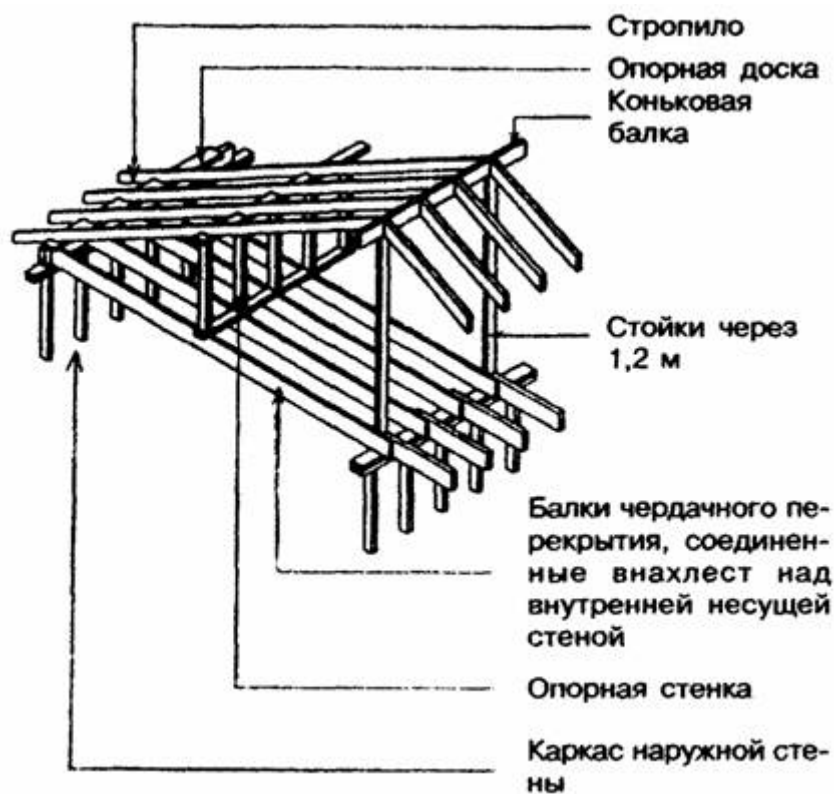 Стропило
Опорная доска
Коньковая
балка
Стойки через
1,2 м
Балки чердачного пе-
рекрытия, соединен-
ные внахлест над
внутренней несущей
стеной
Опорная стенка
Каркас наружной сте-
ны